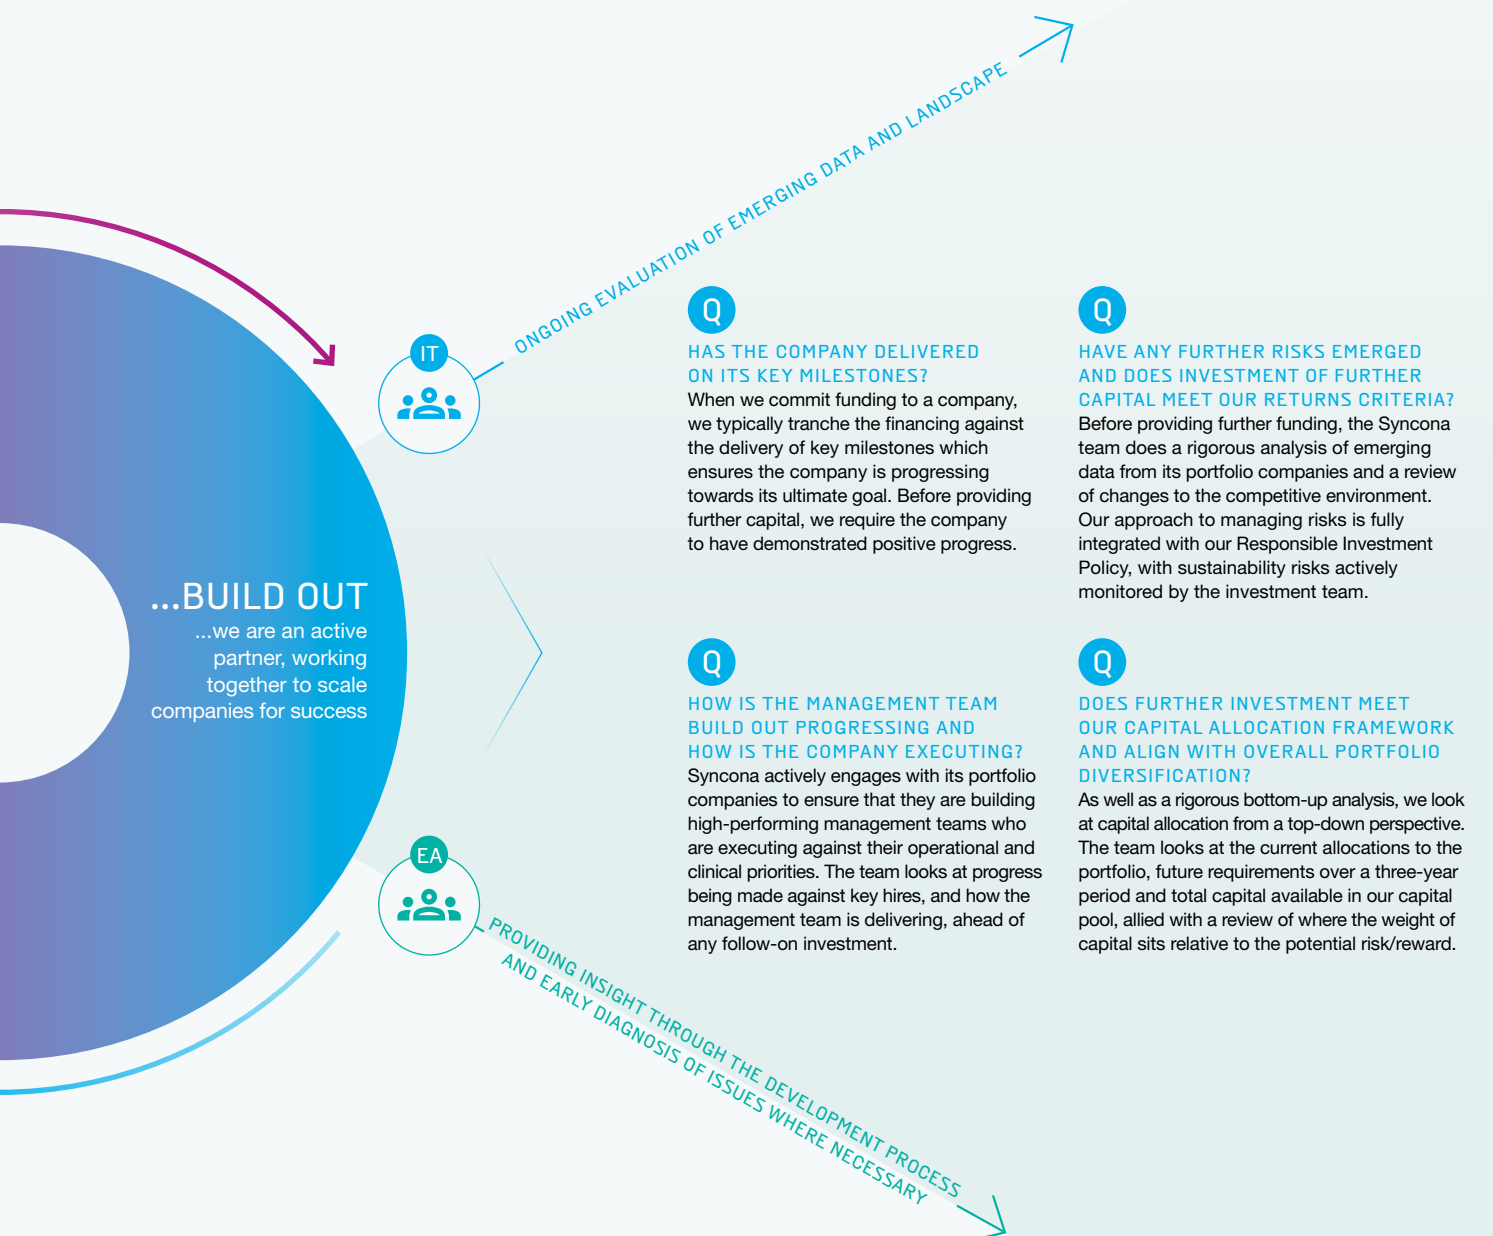 ONGOING EVALUATION OF EMERGING DATA AND LANDSCAPE
IT
...BUILD OUT
...we are an active
partner, working
together to scale
companies for success
EA
PROVIDING INSIGHT THROUGH THE DEVELOPMENT PROCESS
AND EARLY DIAGNOSIS OF ISSUES WHERE NECESSARY
Q
HAS THE COMPANY DELIVERED
ON ITS KEY MILESTONES?
When we commit funding to a company,
we typically tranche the financing against
the delivery of key milestones which
ensures the company is progressing
towards its ultimate goal. Before providing
further capital, we require the company
to have demonstrated positive progress.
Q
HAVE ANY FURTHER RISKS EMERGED
AND DOES INVESTMENT OF FURTHER
CAPITAL MEET OUR RETURNS CRITERIA?
Before providing further funding, the Syncona
team does a rigorous analysis of emerging
data from its portfolio companies and a review
of changes to the competitive environment.
Our approach to managing risks is fully
integrated with our Responsible Investment
Policy, with sustainability risks actively
monitored by the investment team.
Q
HOW IS THE MANAGEMENT TEAM
BUILD OUT PROGRESSING AND
HOW IS THE COMPANY EXECUTING?
Syncona actively engages with its portfolio
companies to ensure that they are building
high-performing management teams who
are executing against their operational and
clinical priorities. The team looks at progress
being made against key hires, and how the
management team is delivering, ahead of
any follow-on investment.
Q
DOES FURTHER INVESTMENT MEET
OUR CAPITAL ALLOCATION FRAMEWORK
AND ALIGN WITH OVERALL PORTFOLIO
DIVERSIFICATION?
As well as a rigorous bottom-up analysis, we look
at capital allocation from a top-down perspective.
The team looks at the current allocations to the
portfolio, future requirements over a three-year
period and total capital available in our capital
pool, allied with a review of where the weight of
capital sits relative to the potential risk/reward.